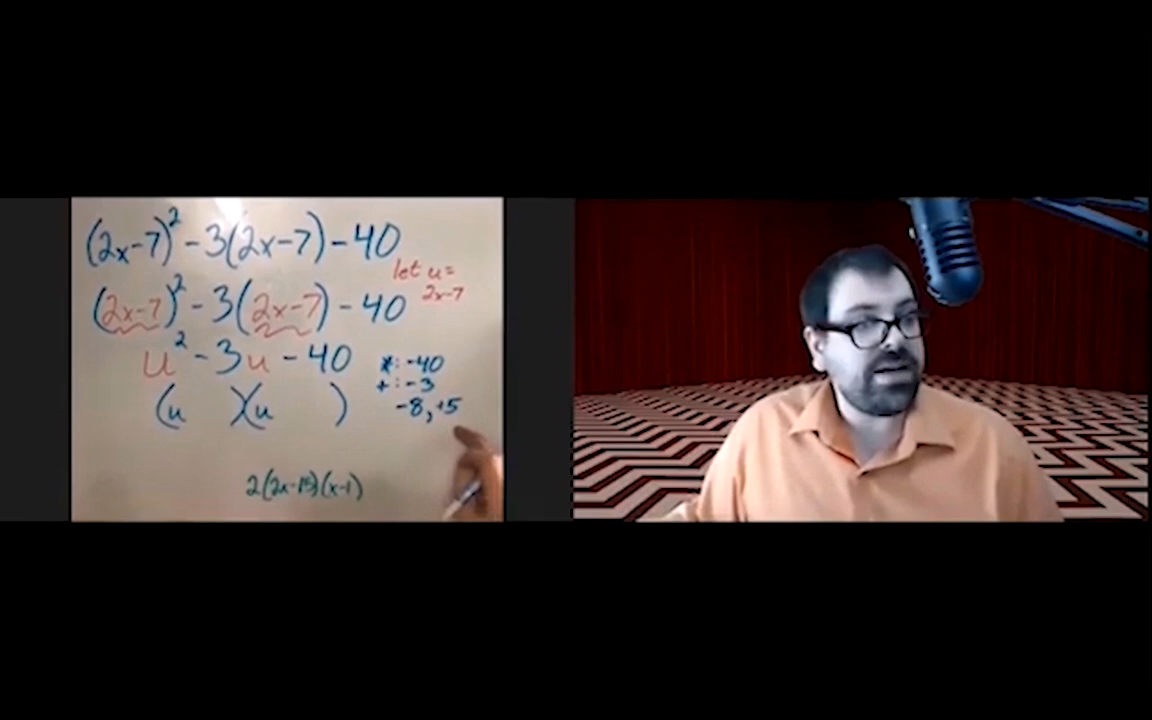 (2x-7)² - 3(2x-7) - 40
let u =
2x-7
(2x-7)² - 3(2x-7) - 40
u² - 3u - 40
*: -40
+: -3
-8, +5
(u )(u )
2(2x-15)(x-1)